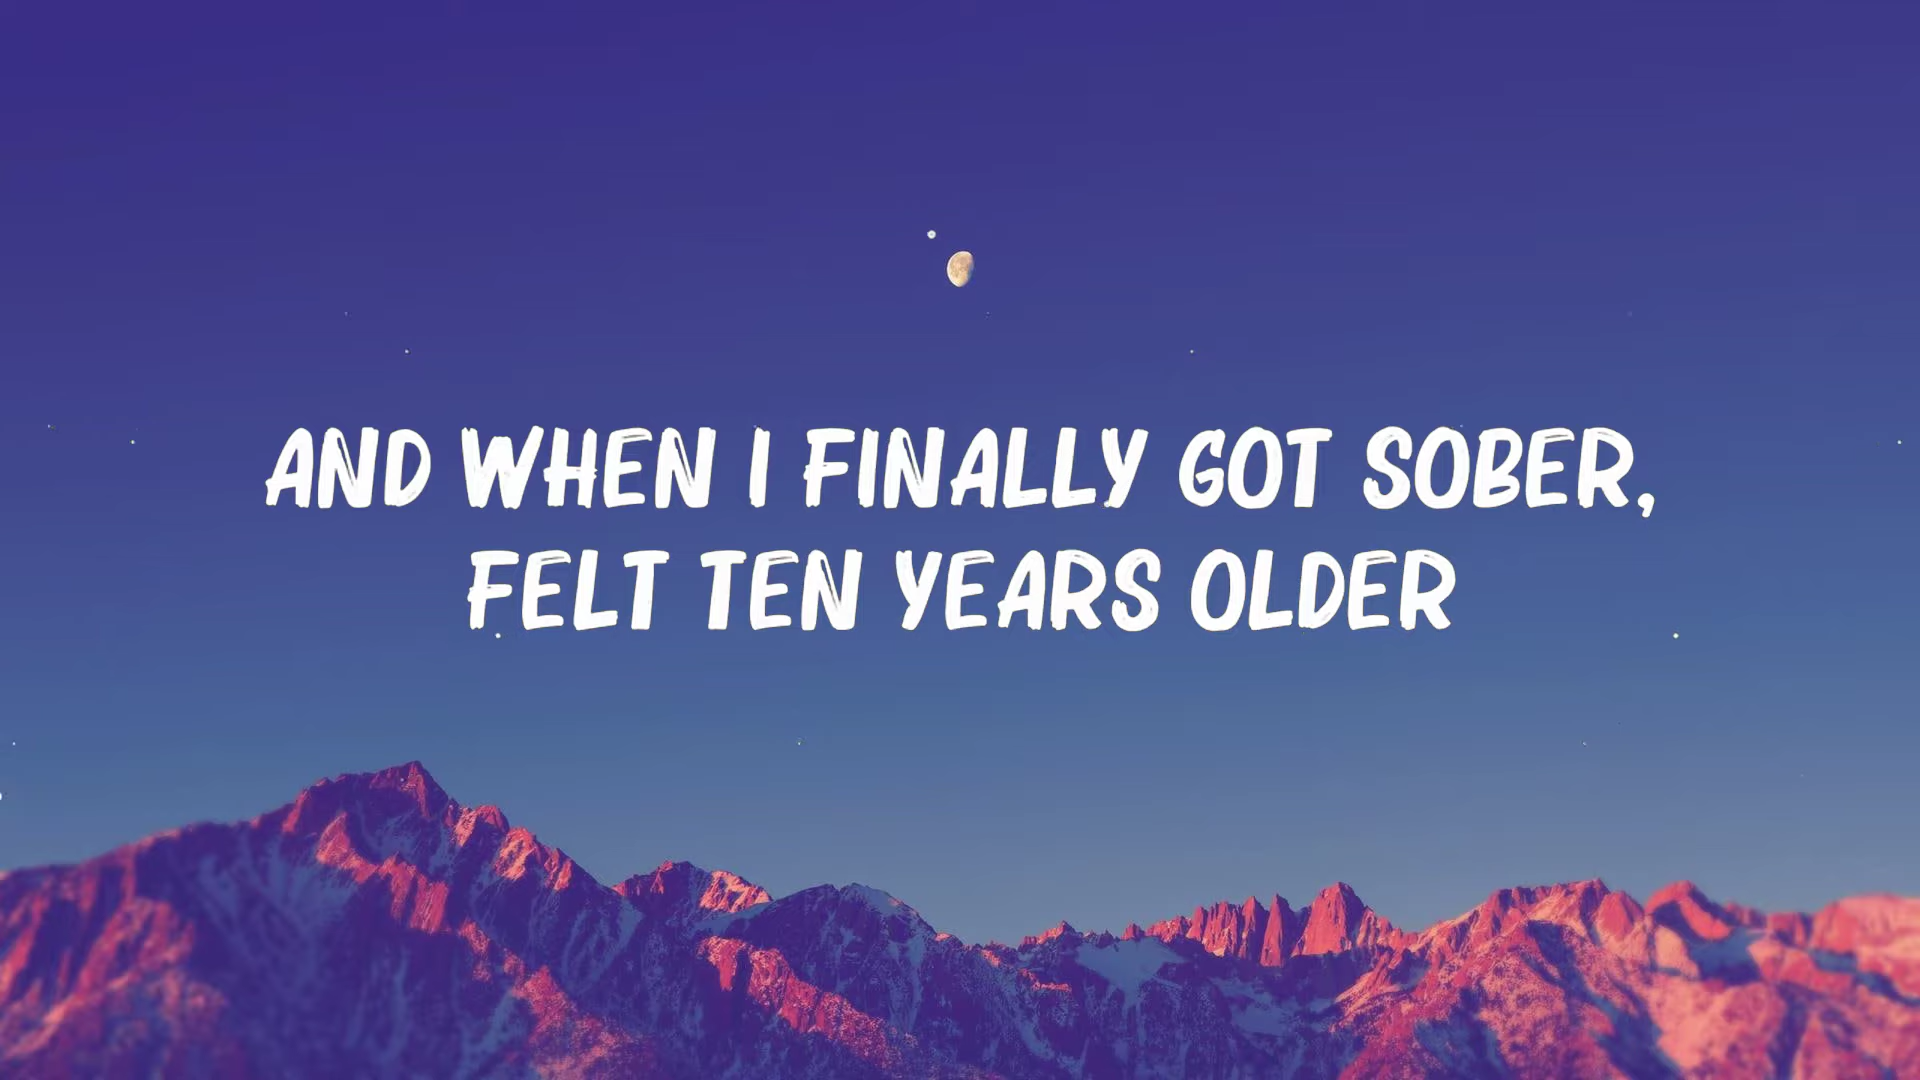 AND WHEN I FINALLY GOT SOBER,
FELT TEN YEARS OLDER